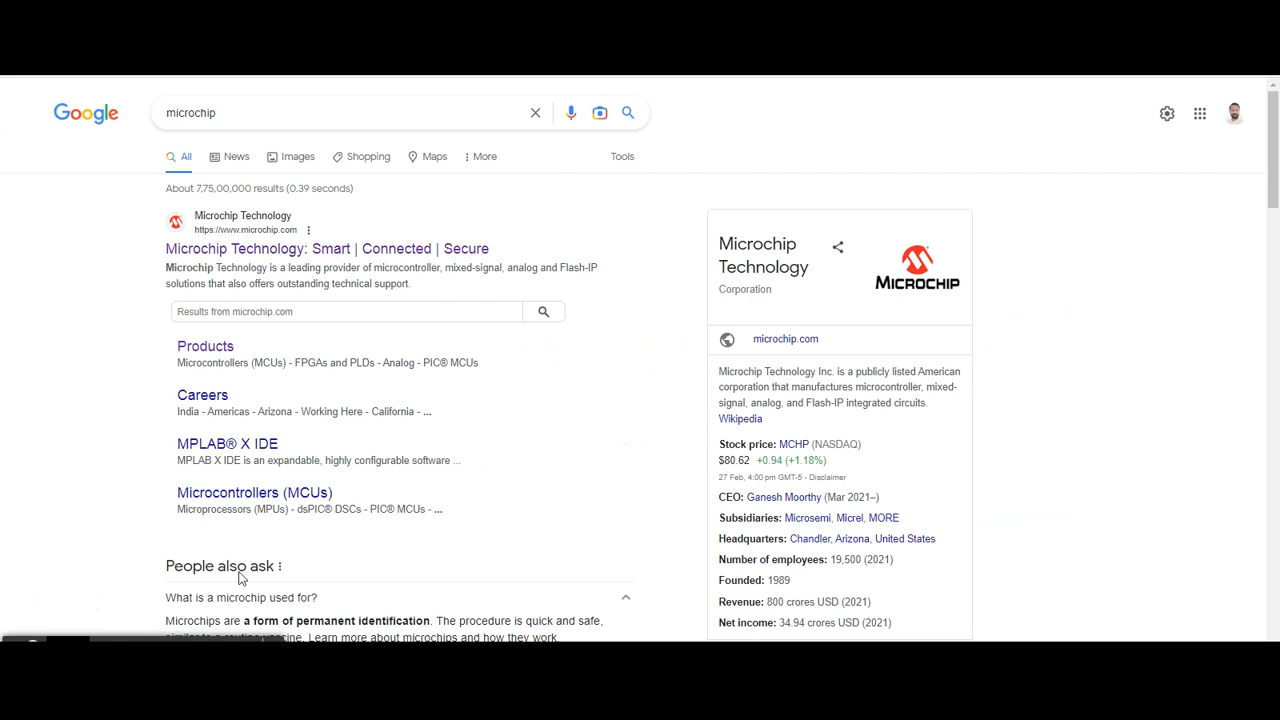 Google
microchip
All
News
Images
Shopping
Maps
More
Tools
About 7,75,00,000 results (0.39 seconds)
Microchip Technology
https://www.microchip.com
Microchip Technology: Smart | Connected | Secure
Microchip Technology is a leading provider of microcontroller, mixed-signal, analog and Flash-IP
solutions that also offers outstanding technical support.
Results from microchip.com
Products
Microcontrollers (MCUs) - FPGAs and PLDs - Analog - PIC® MCUs
Careers
India - Americas - Arizona - Working Here - California - ...
MPLAB® X IDE
MPLAB X IDE is an expandable, highly configurable software ...
Microcontrollers (MCUs)
Microprocessors (MPUs) - dsPIC® DSCs - PIC® MCUs - ...
People also ask
What is a microchip used for?
Microchips are a form of permanent identification. The procedure is quick and safe,
similar to a routine vaccine. Learn more about microchips and how they work.
Microchip
Technology
Corporation
MICROCHIP
microchip.com
Microchip Technology Inc. is a publicly listed American
corporation that manufactures microcontroller, mixed-
signal, analog, and Flash-IP integrated circuits.
Wikipedia
Stock price: MCHP (NASDAQ)
$80.62 +0.94 (+1.18%)
27 Feb, 4:00 pm GMT-5 - Disclaimer
CEO: Ganesh Moorthy (Mar 2021–)
Subsidiaries: Microsemi, Micrel, MORE
Headquarters: Chandler, Arizona, United States
Number of employees: 19,500 (2021)
Founded: 1989
Revenue: 800 crores USD (2021)
Net income: 34.94 crores USD (2021)